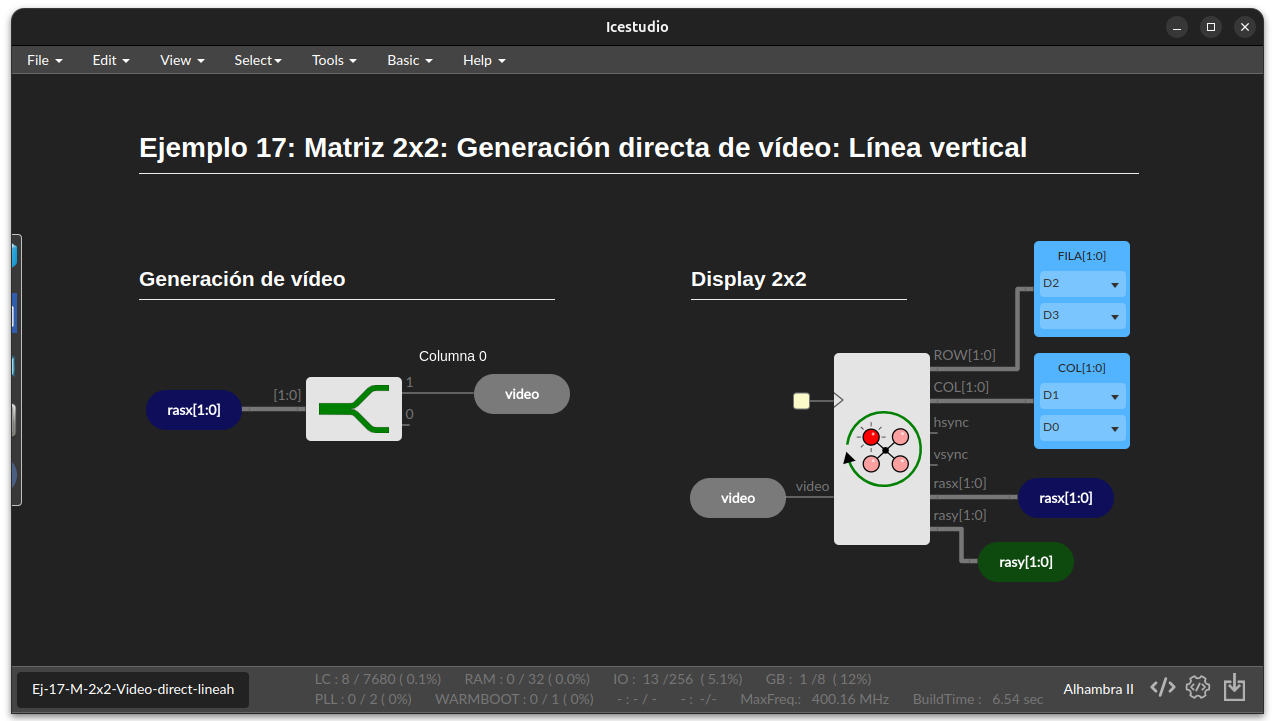 Icestudio
File Edit View Select Tools Basic Help
Ejemplo 17: Matriz 2x2: Generación directa de vídeo: Línea vertical
Generación de vídeo
Columna 0
rasx[1:0]
[1:0]
1
0
video
Display 2x2
FILA[1:0]
D2
D3
ROW[1:0]
COL[1:0]
COL[1:0]
D1
D0
hsync
vsync
video
video
rasx[1:0]
rasx[1:0]
rasy[1:0]
rasy[1:0]
Ej-17-M-2x2-Video-direct-lineah
LC : 8 / 7680 ( 0.1%) RAM : 0 / 32 ( 0.0%) IO : 13 /256 ( 5.1%) GB : 1 /8 ( 12%)
PLL : 0 / 2 ( 0%) WARMBOOT : 0 / 1 ( 0%) - : - / - - : -/- MaxFreq.: 400.16 MHz BuildTime : 6.54 sec
Alhambra II